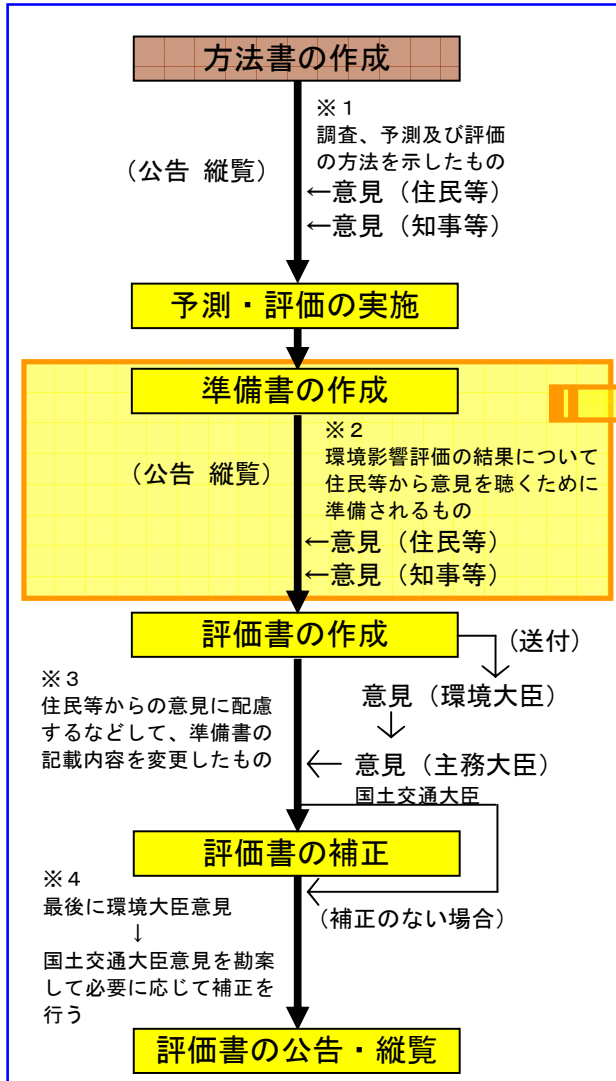 方法書の作成
※１
調査、予測及び評価
の方法を示したもの
（公告 縦覧）
←意見（住民等）
←意見（知事等）
予測・評価の実施
準備書の作成
※２
環境影響評価の結果について
住民等から意見を聴くために
準備されるもの
（公告 縦覧）
←意見（住民等）
←意見（知事等）
評価書の作成
（送付）
※３
住民等からの意見に配慮
するなどして、準備書の
記載内容を変更したもの
意見（環境大臣）
意見（主務大臣）
国土交通大臣
評価書の補正
※４
最後に環境大臣意見
↓
国土交通大臣意見を勘案
して必要に応じて補正を
行う
（補正のない場合）
評価書の公告・縦覧